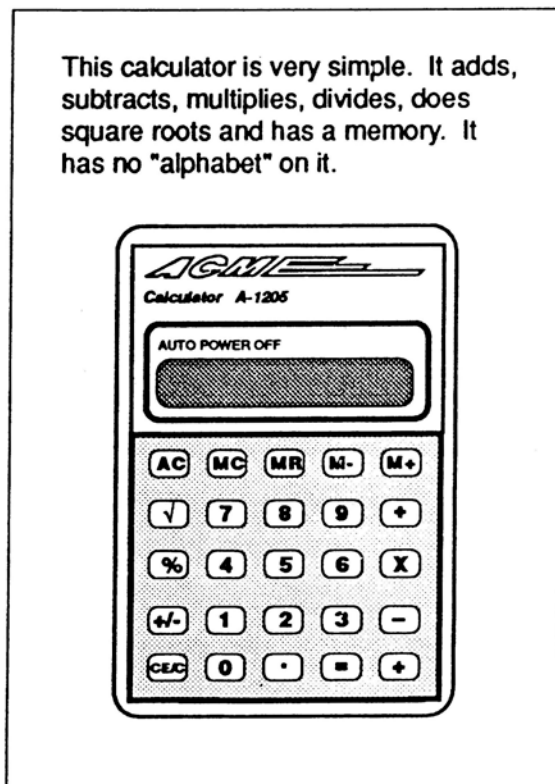 This calculator is very simple. It adds,
subtracts, multiplies, divides, does
square roots and has a memory. It
has no "alphabet" on it.
ACME
Calculator A-1205
AUTO POWER OFF
AC MC MR M- M+
√ 7 8 9 +
% 4 5 6 X
+/- 1 2 3 −
CE/C 0 . = +